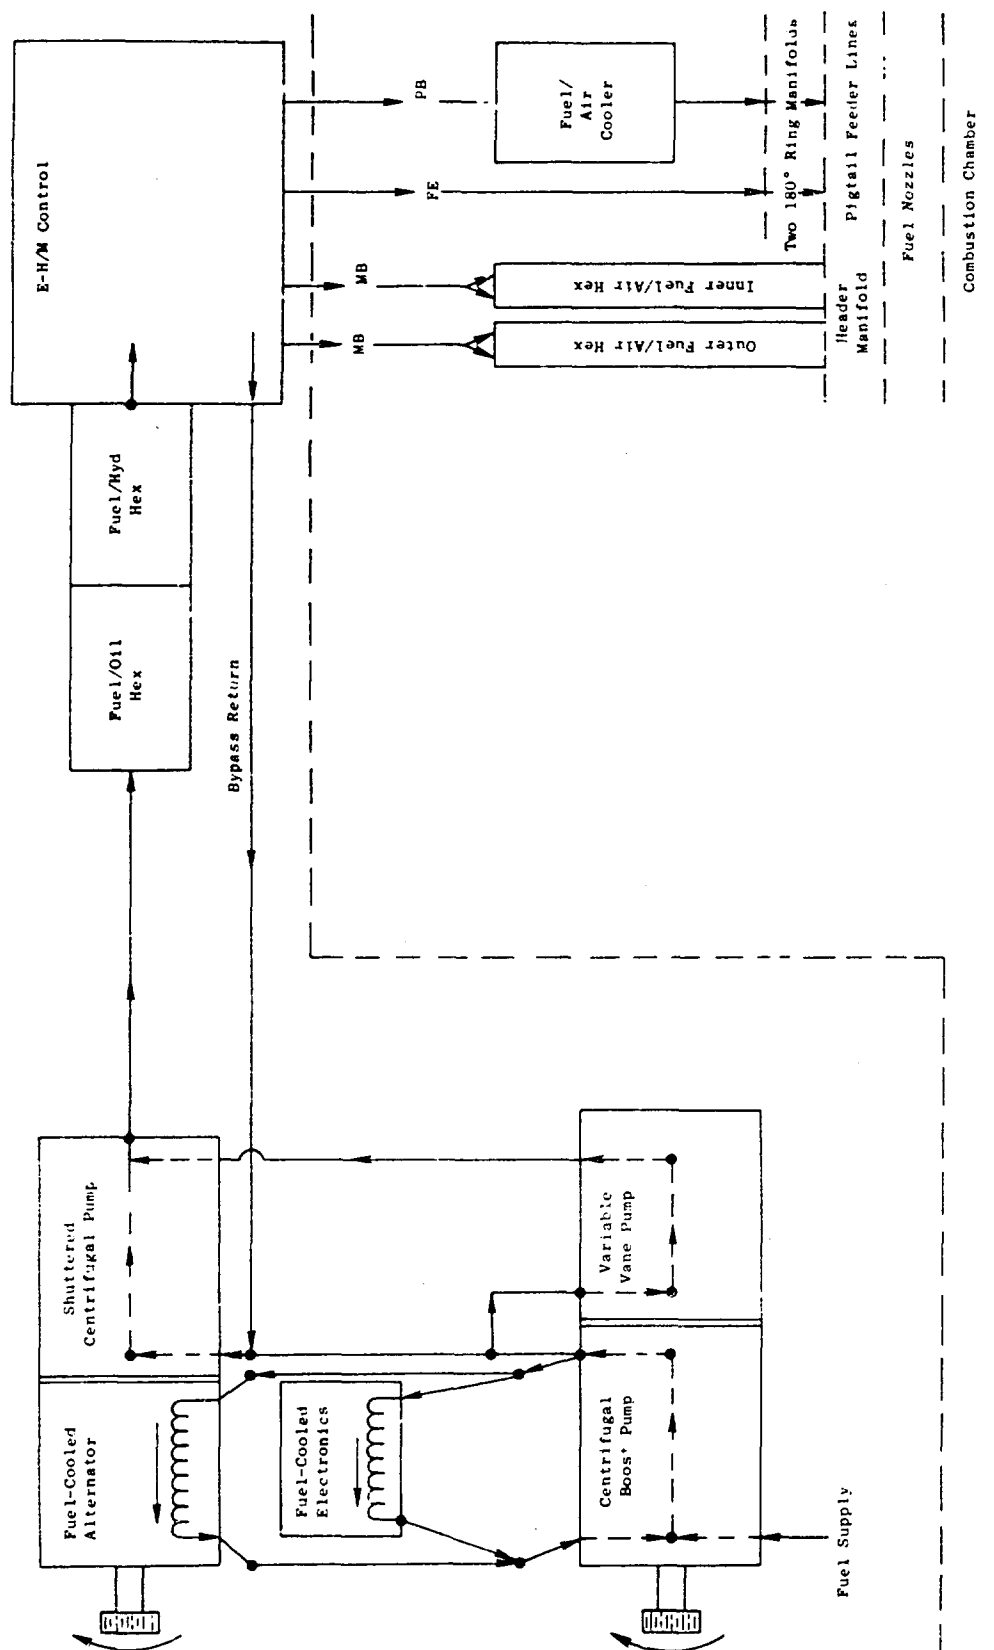 E-H/M Control
Fuel/Hyd
Hex
Fuel/Oil
Hex
Bypass Return
PB
FE
MB
MB
Fuel/
Air
Cooler
Inner Fuel/Air Hex
Outer Fuel/Air Hex
Two 180° Ring Manifolds
Pigtail Feeder Lines
Header
Manifold
Fuel Nozzles
Combustion Chamber
Shuttered
Centrifugal Pump
Fuel-Cooled
Alternator
Fuel-Cooled
Electronics
Variable
Vane Pump
Centrifugal
Boos' Pump
Fuel Supply